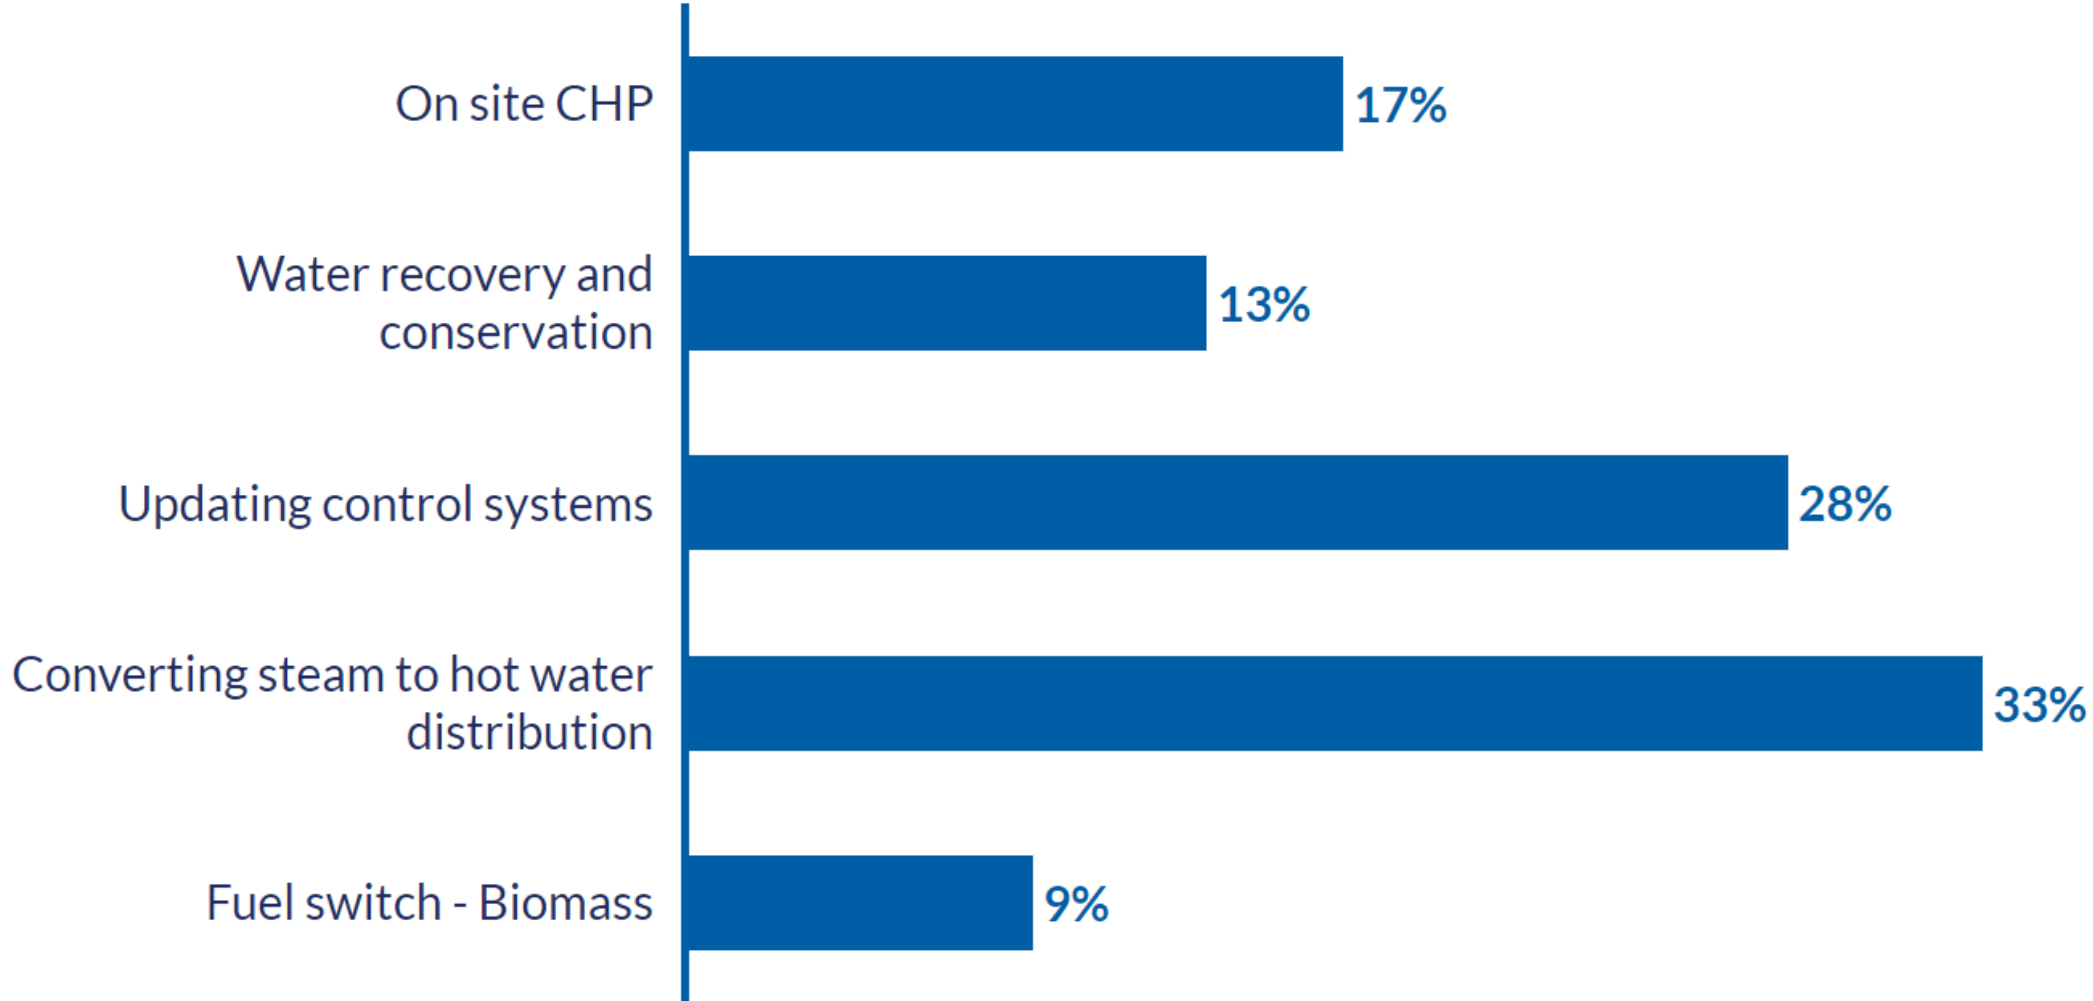 On site CHP
17%
Water recovery and
conservation
13%
Updating control systems
28%
Converting steam to hot water
distribution
33%
Fuel switch - Biomass
9%